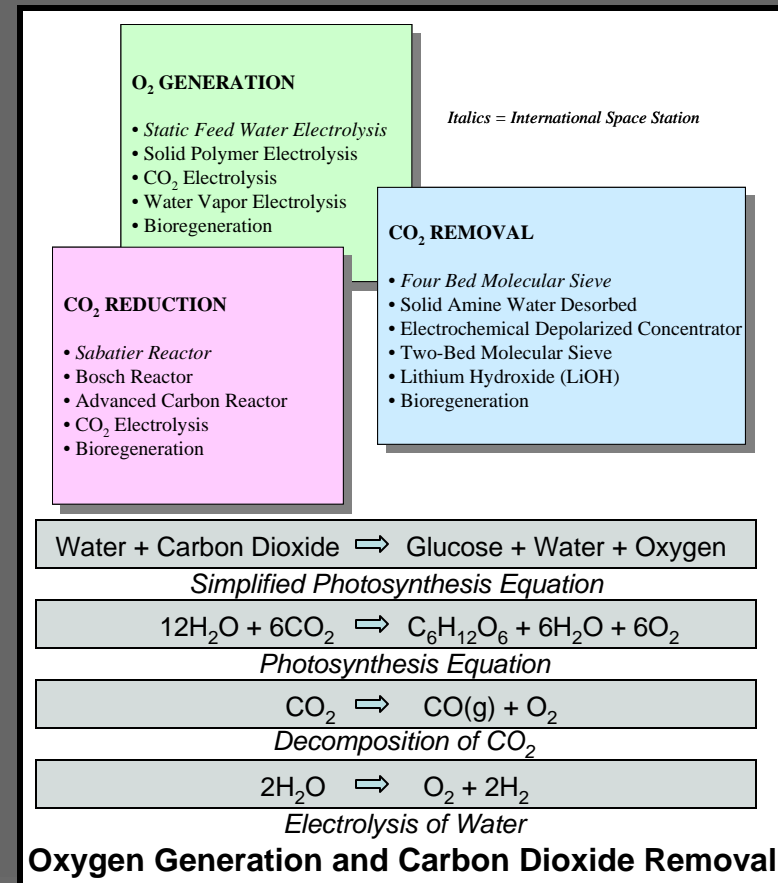 O₂ GENERATION
• Static Feed Water Electrolysis
• Solid Polymer Electrolysis
• CO₂ Electrolysis
• Water Vapor Electrolysis
• Bioregeneration
Italics = International Space Station
CO₂ REMOVAL
• Four Bed Molecular Sieve
• Solid Amine Water Desorbed
• Electrochemical Depolarized Concentrator
• Two-Bed Molecular Sieve
• Lithium Hydroxide (LiOH)
• Bioregeneration
CO₂ REDUCTION
• Sabatier Reactor
• Bosch Reactor
• Advanced Carbon Reactor
• CO₂ Electrolysis
• Bioregeneration
Water + Carbon Dioxide ⇨ Glucose + Water + Oxygen
Simplified Photosynthesis Equation
12H₂O + 6CO₂ ⇨ C₆H₁₂O₆ + 6H₂O + 6O₂
Photosynthesis Equation
CO₂ ⇨ CO(g) + O₂
Decomposition of CO₂
2H₂O ⇨ O₂ + 2H₂
Electrolysis of Water
Oxygen Generation and Carbon Dioxide Removal